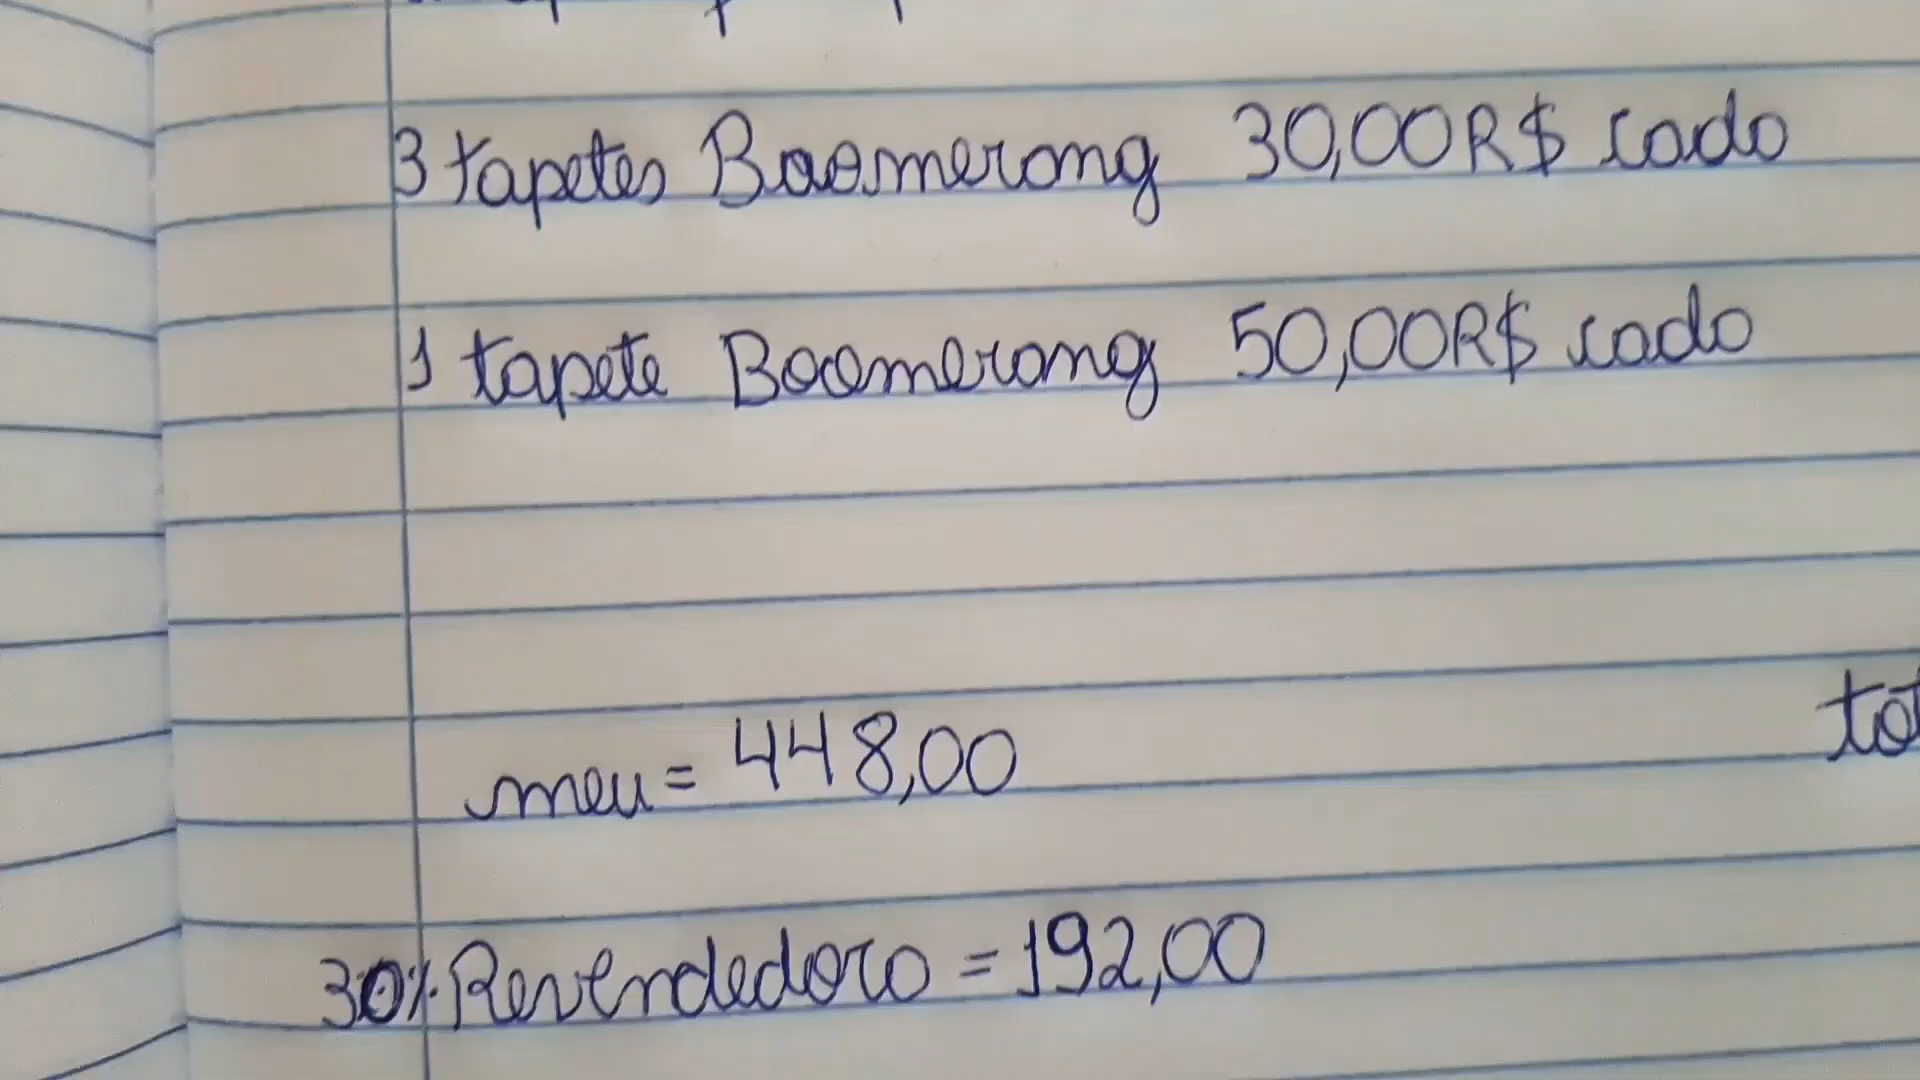 3 tapetes Boomerang 30,00R$ cada
1 tapete Boomerang 50,00R$ cada
tot
meu = 448,00
30% Revendedora = 192,00